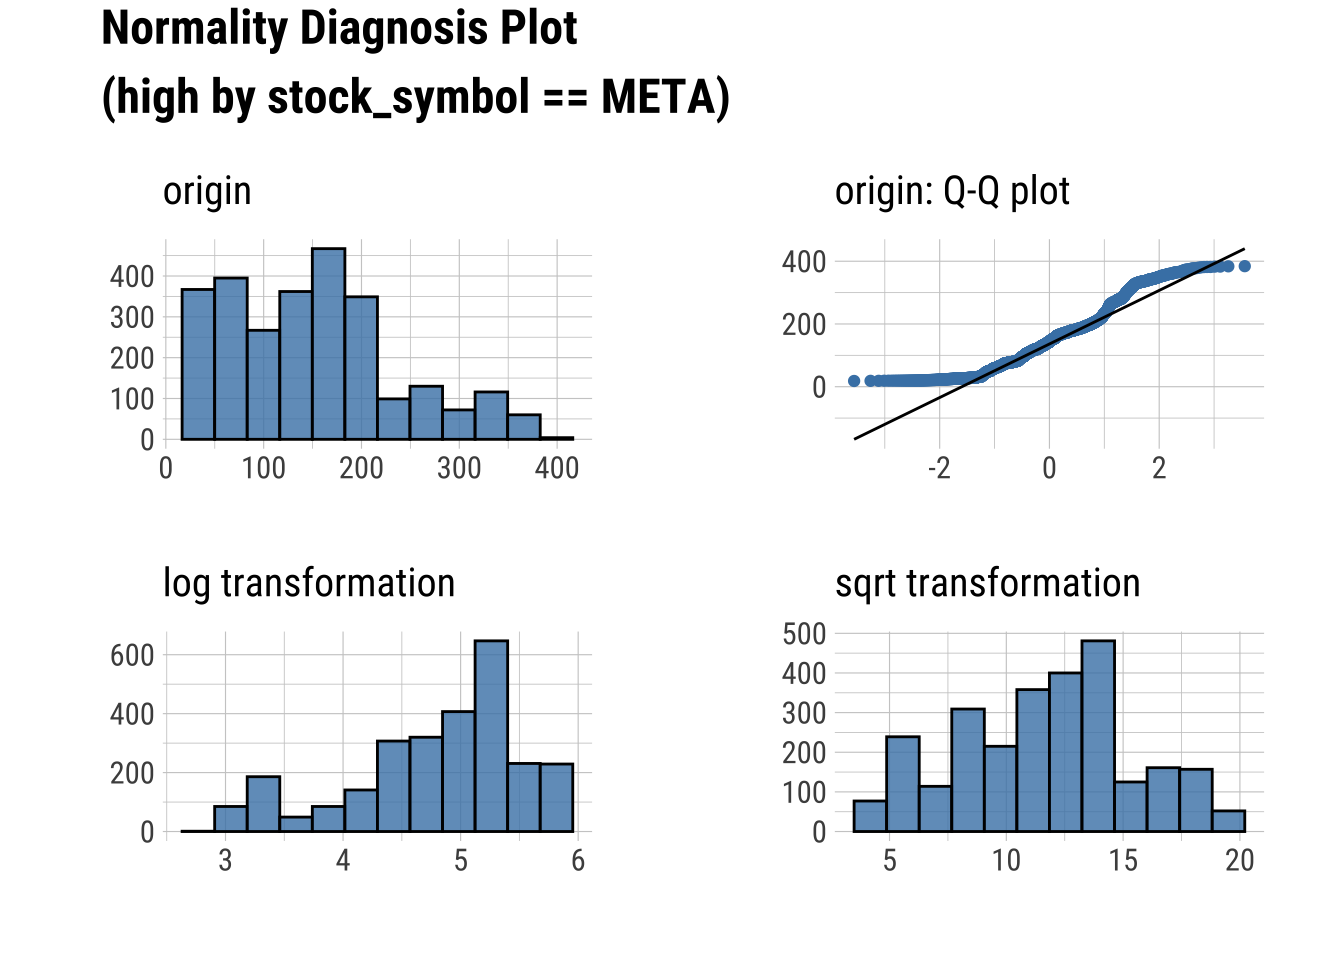 Normality Diagnosis Plot
(high by stock_symbol == META)
origin
400
300
200
100
0
0 100 200 300 400
origin: Q-Q plot
400
200
0
-2 0 2
log transformation
600
400
200
0
3 4 5 6
sqrt transformation
500
400
300
200
100
0
5 10 15 20